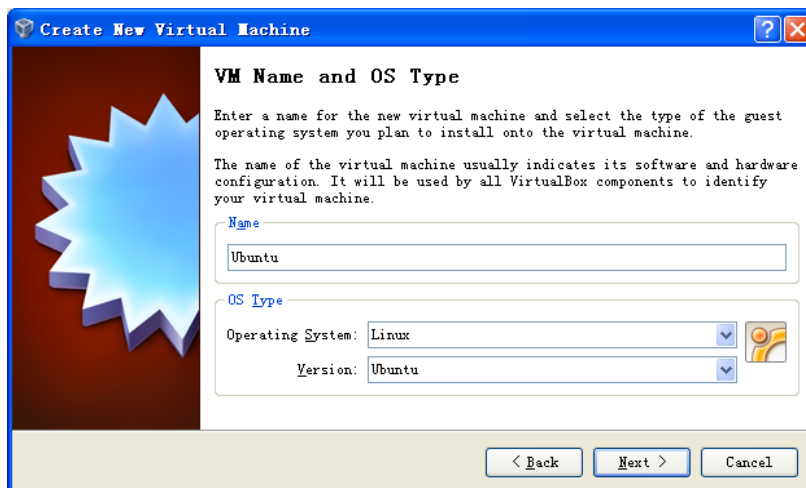 Create New Virtual Machine
VM Name and OS Type
Enter a name for the new virtual machine and select the type of the guest
operating system you plan to install onto the virtual machine.
The name of the virtual machine usually indicates its software and hardware
configuration. It will be used by all VirtualBox components to identify
your virtual machine.
Name
Ubuntu
OS Type
Operating System: Linux
Version: Ubuntu
< Back Next > Cancel